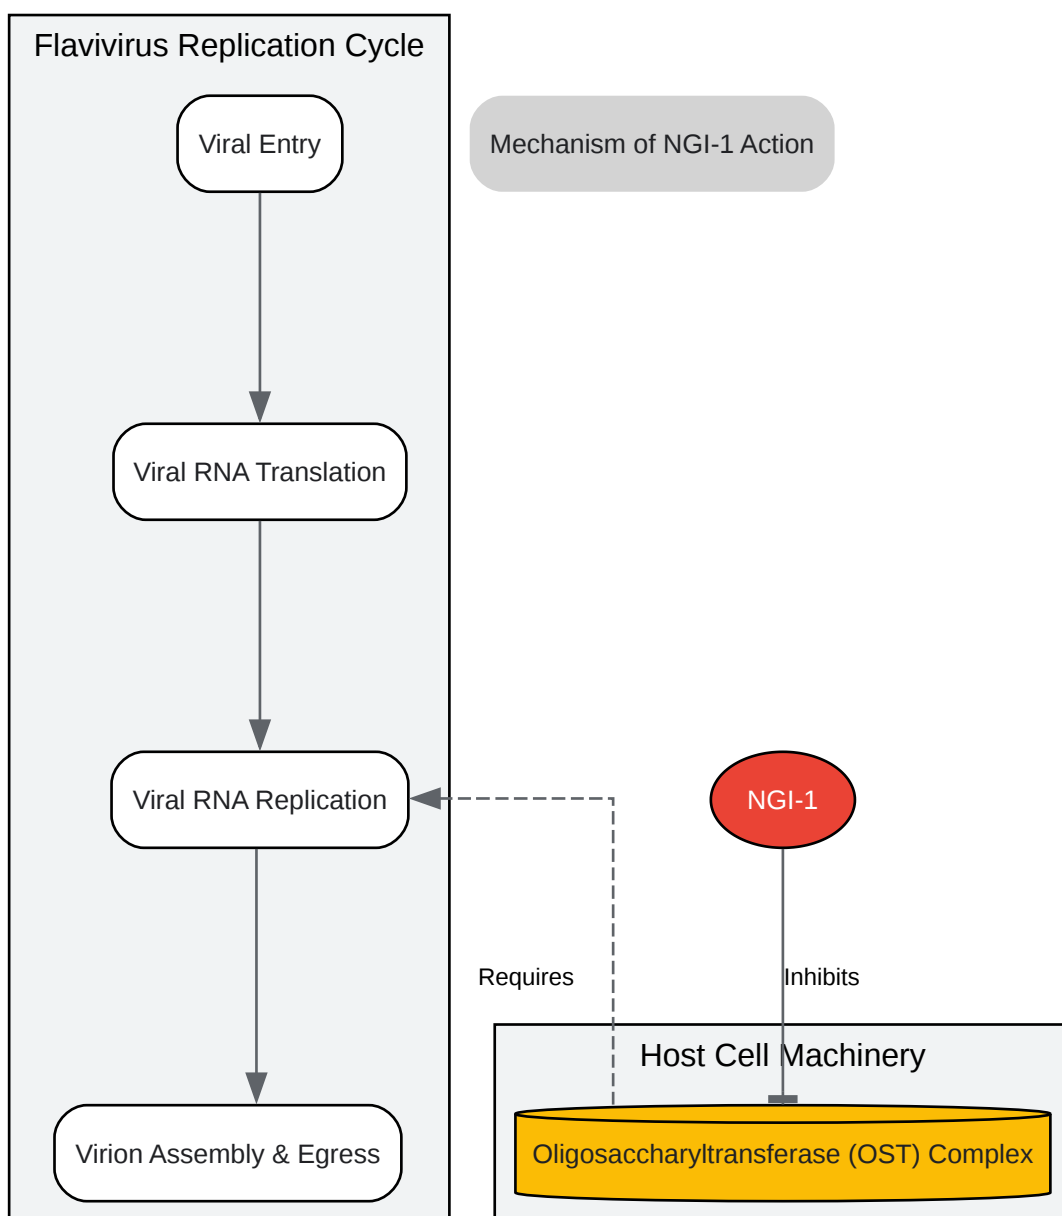 Flavivirus Replication Cycle
Viral Entry
Mechanism of NGI-1 Action
Viral RNA Translation
Viral RNA Replication
NGI-1
Requires
Inhibits
Host Cell Machinery
Virion Assembly & Egress
Oligosaccharyltransferase (OST) Complex